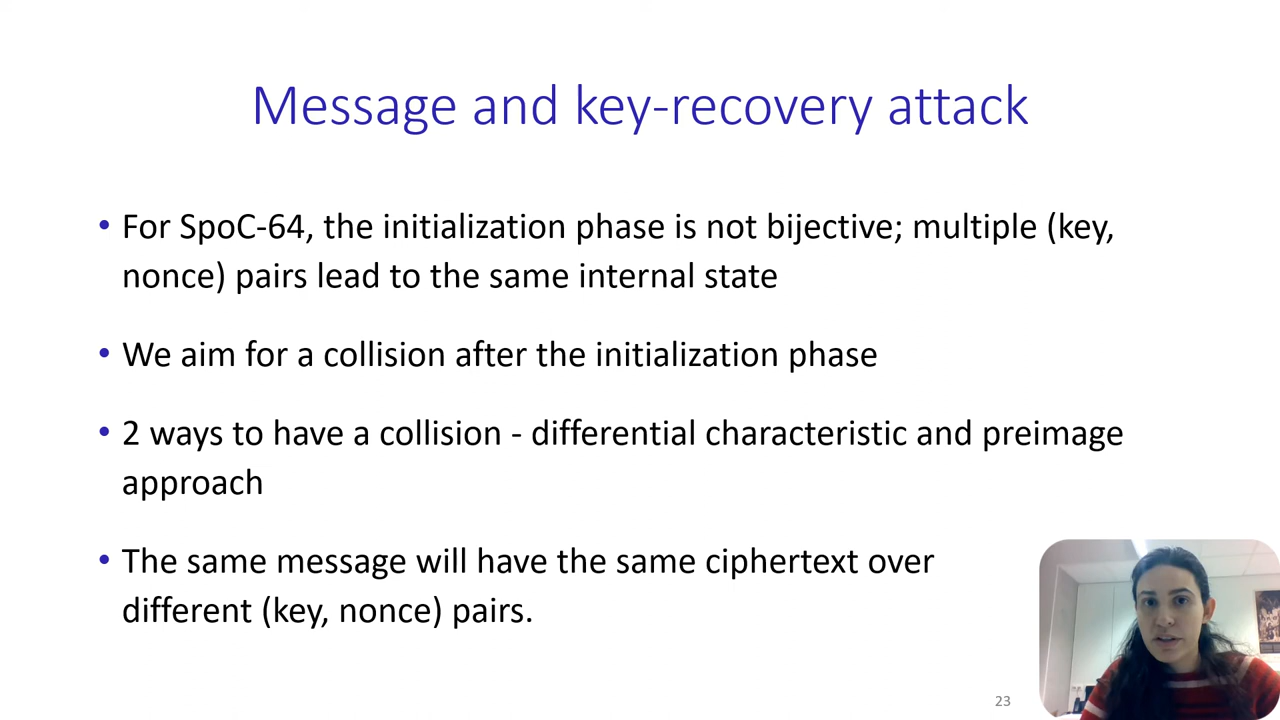 Message and key-recovery attack
• For SpoC-64, the initialization phase is not bijective; multiple (key,
nonce) pairs lead to the same internal state
• We aim for a collision after the initialization phase
• 2 ways to have a collision - differential characteristic and preimage
approach
• The same message will have the same ciphertext over
different (key, nonce) pairs.
23